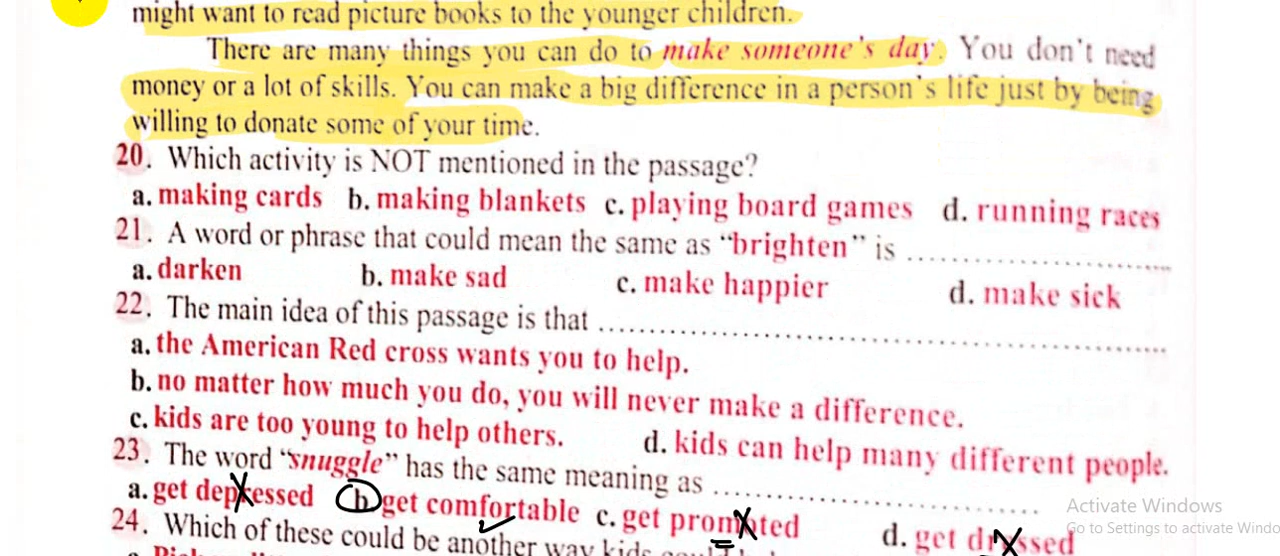 might want to read picture books to the younger children.
There are many things you can do to make someone's day. You don't need
money or a lot of skills. You can make a big difference in a person's life just by being
willing to donate some of your time.
20. Which activity is NOT mentioned in the passage?
a. making cards b. making blankets c. playing board games d. running races
21. A word or phrase that could mean the same as "brighten" is ..............................
a. darken b. make sad c. make happier d. make sick
22. The main idea of this passage is that ..............................
a. the American Red cross wants you to help.
b. no matter how much you do, you will never make a difference.
c. kids are too young to help others. d. kids can help many different people.
23. The word "snuggle" has the same meaning as ..............................
a. get depressed b get comfortable c. get promoted d. get dressed
24. Which of these could be another way kids
Activate Windows
Go to Settings to activate Windo